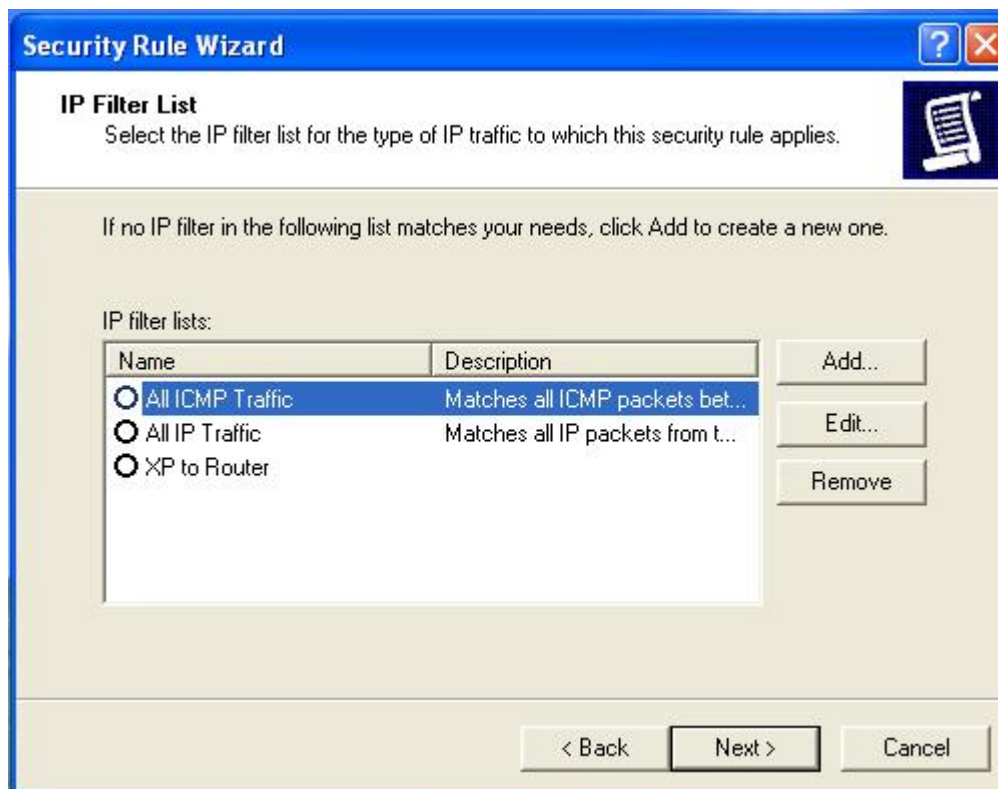 Security Rule Wizard
IP Filter List
Select the IP filter list for the type of IP traffic to which this security rule applies.
If no IP filter in the following list matches your needs, click Add to create a new one.
IP filter lists:
Name Description
All ICMP Traffic Matches all ICMP packets bet...
All IP Traffic Matches all IP packets from t...
XP to Router
Add...
Edit...
Remove
< Back Next > Cancel